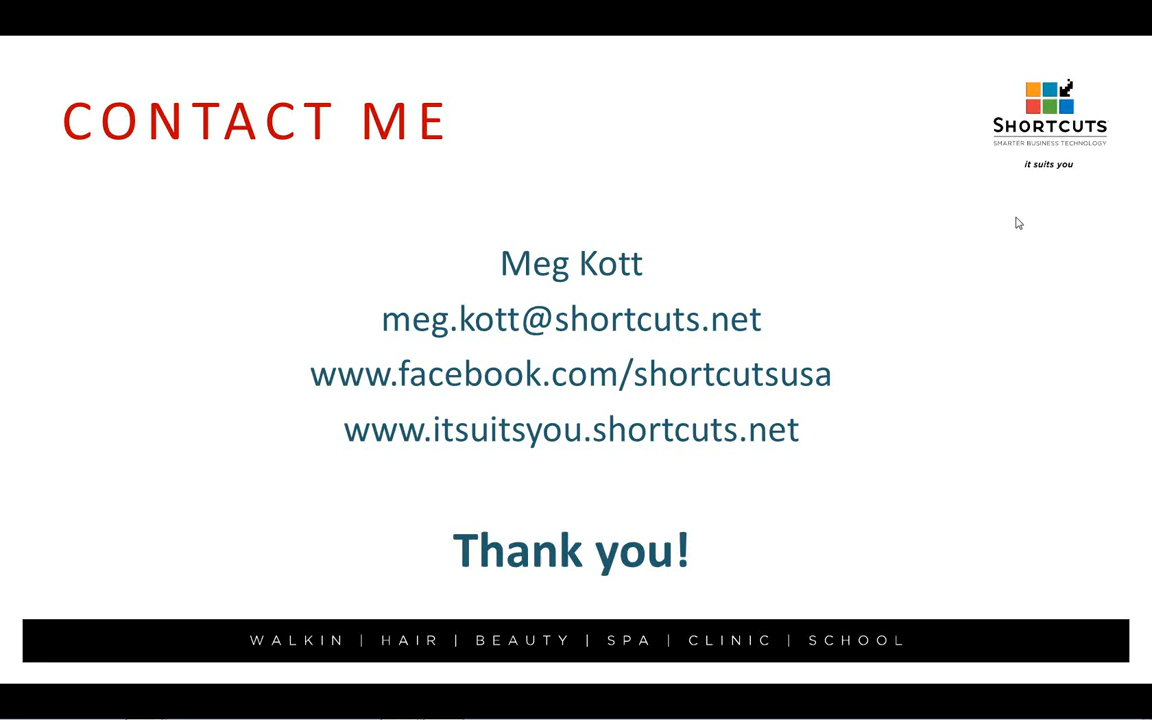 CONTACT ME
SHORTCUTS
SMARTER BUSINESS TECHNOLOGY
it suits you
Meg Kott
meg.kott@shortcuts.net
www.facebook.com/shortcutsusa
www.itsuitsyou.shortcuts.net
Thank you!
WALKIN | HAIR | BEAUTY | SPA | CLINIC | SCHOOL